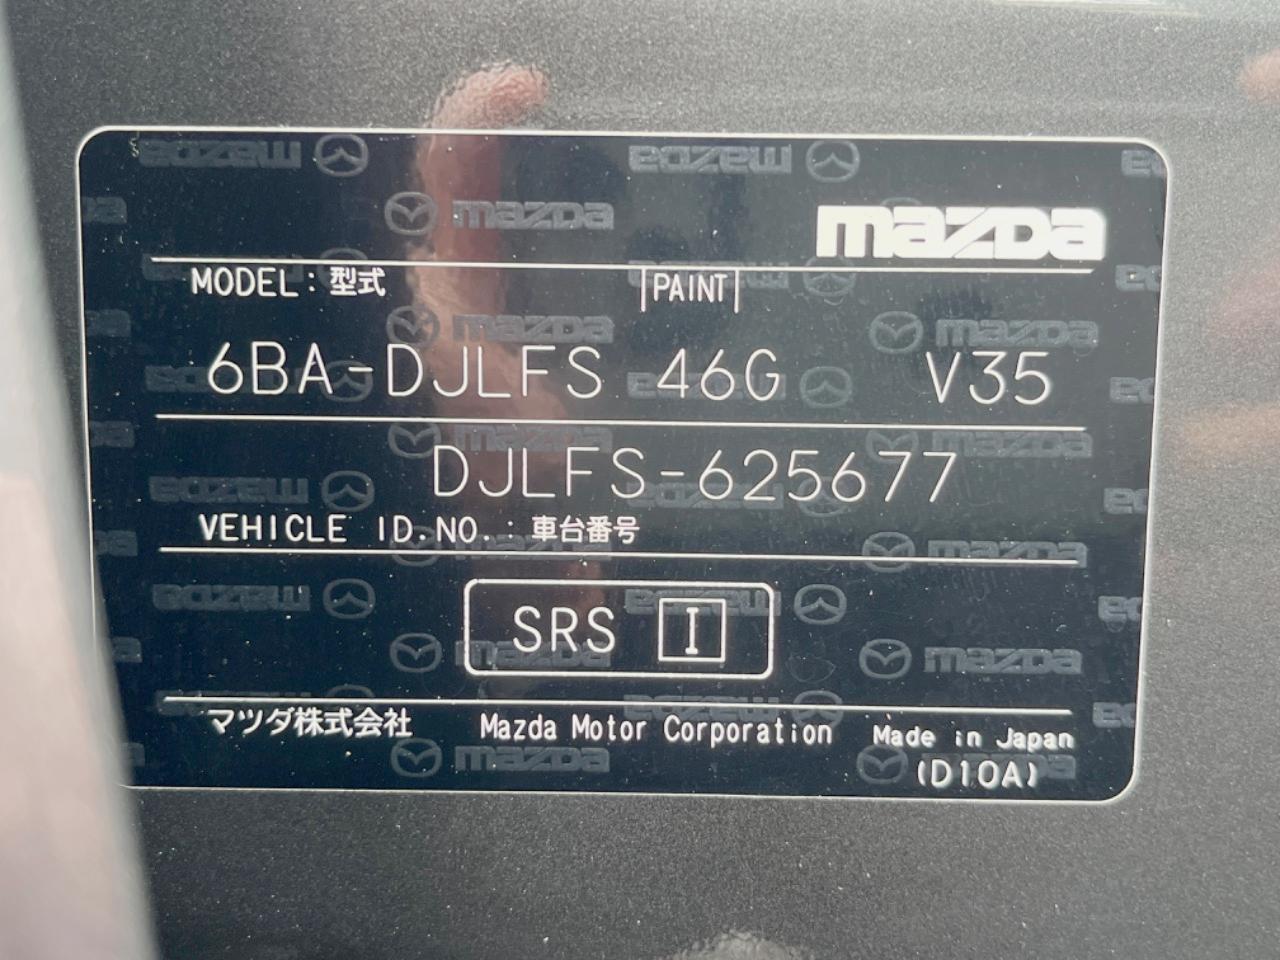 mazda
MODEL: 型式 PAINT
6BA-DJLFS 46G V35
DJLFS-625677
VEHICLE ID.NO.: 車台番号
SRS I
マツダ株式会社 Mazda Motor Corporation Made in Japan
(D10A)